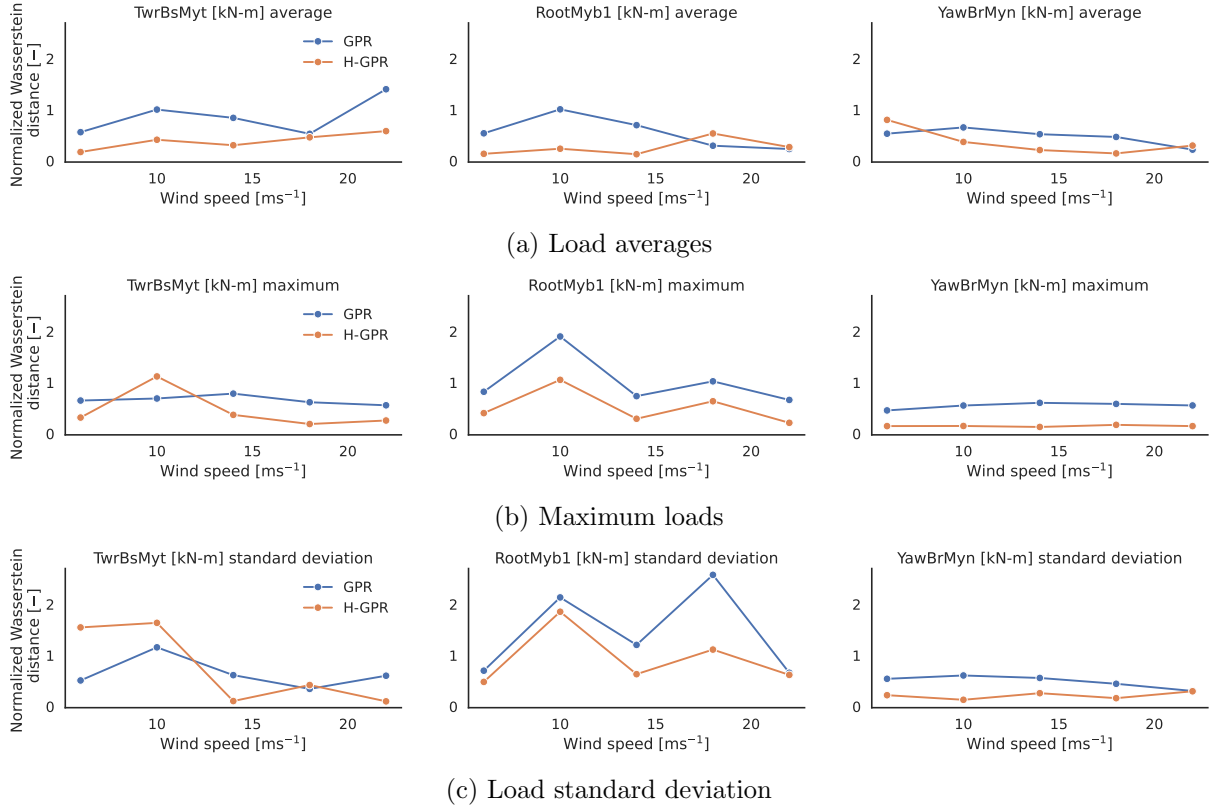 TwrBsMyt [kN-m] average
RootMyb1 [kN-m] average
YawBrMyn [kN-m] average
Normalized Wasserstein
distance [−]
2
1
0
GPR
H-GPR
10 15 20
Wind speed [ms⁻¹]
2
1
0
10 15 20
Wind speed [ms⁻¹]
2
1
0
10 15 20
Wind speed [ms⁻¹]
(a) Load averages
TwrBsMyt [kN-m] maximum
RootMyb1 [kN-m] maximum
YawBrMyn [kN-m] maximum
Normalized Wasserstein
distance [−]
2
1
0
GPR
H-GPR
10 15 20
Wind speed [ms⁻¹]
2
1
0
10 15 20
Wind speed [ms⁻¹]
2
1
0
10 15 20
Wind speed [ms⁻¹]
(b) Maximum loads
TwrBsMyt [kN-m] standard deviation
RootMyb1 [kN-m] standard deviation
YawBrMyn [kN-m] standard deviation
Normalized Wasserstein
distance [−]
2
1
0
GPR
H-GPR
10 15 20
Wind speed [ms⁻¹]
2
1
0
10 15 20
Wind speed [ms⁻¹]
2
1
0
10 15 20
Wind speed [ms⁻¹]
(c) Load standard deviation